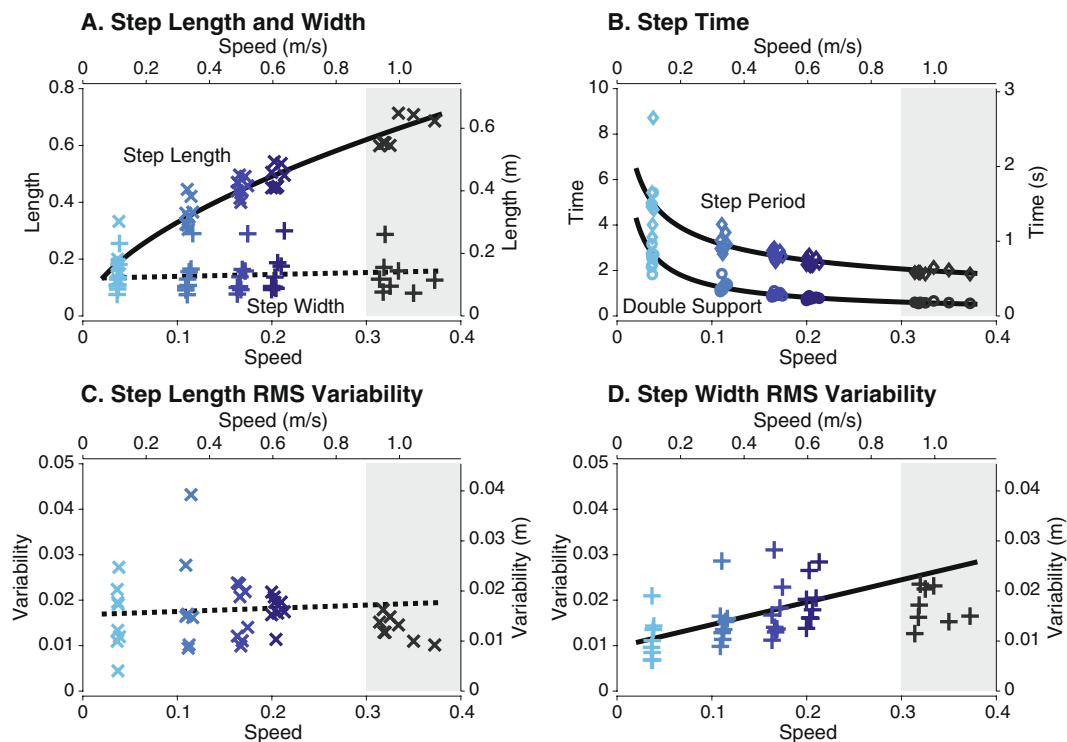 A. Step Length and Width
Speed (m/s)
0 0.2 0.4 0.6 0.8 1.0
0.8
0.6
0.4
0.2
0
Length
Step Length
Step Width
0.6
0.4
0.2
0
Length (m)
0 0.1 0.2 0.3 0.4
Speed
B. Step Time
Speed (m/s)
0 0.2 0.4 0.6 0.8 1.0
10
8
6
4
2
0
Time
Step Period
Double Support
3
2
1
0
Time (s)
0 0.1 0.2 0.3 0.4
Speed
C. Step Length RMS Variability
Speed (m/s)
0 0.2 0.4 0.6 0.8 1.0
0.05
0.04
0.03
0.02
0.01
0
Variability
0.04
0.03
0.02
0.01
0
Variability (m)
0 0.1 0.2 0.3 0.4
Speed
D. Step Width RMS Variability
Speed (m/s)
0 0.2 0.4 0.6 0.8 1.0
0.05
0.04
0.03
0.02
0.01
0
Variability
0.04
0.03
0.02
0.01
0
Variability (m)
0 0.1 0.2 0.3 0.4
Speed